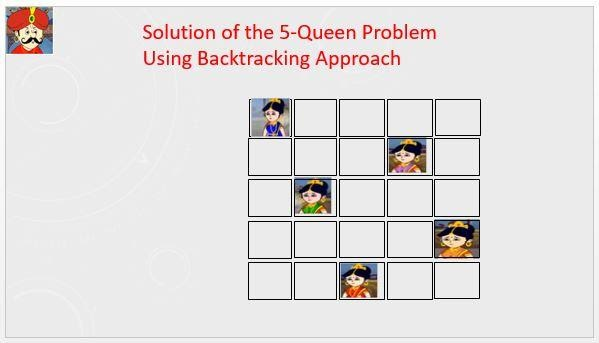 Solution of the 5-Queen Problem
Using Backtracking Approach